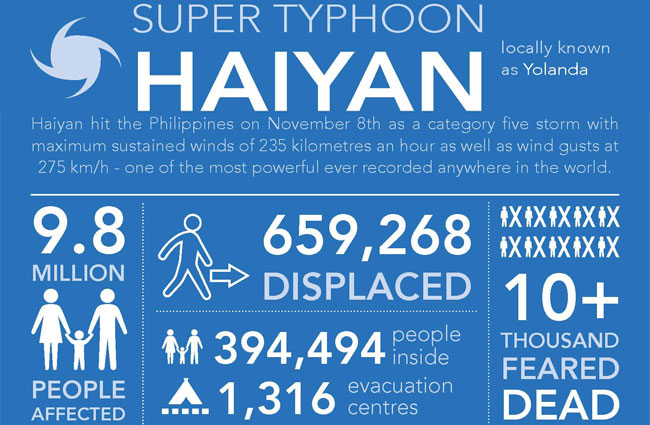 SUPER TYPHOON
HAIYAN
locally known
as Yolanda
Haiyan hit the Philippines on November 8th as a category five storm with
maximum sustained winds of 235 kilometres an hour as well as wind gusts at
275 km/h - one of the most powerful ever recorded anywhere in the world.
9.8
MILLION
PEOPLE
AFFECTED
659,268
DISPLACED
394,494 people
inside
1,316 evacuation
centres
10+
THOUSAND
FEARED
DEAD